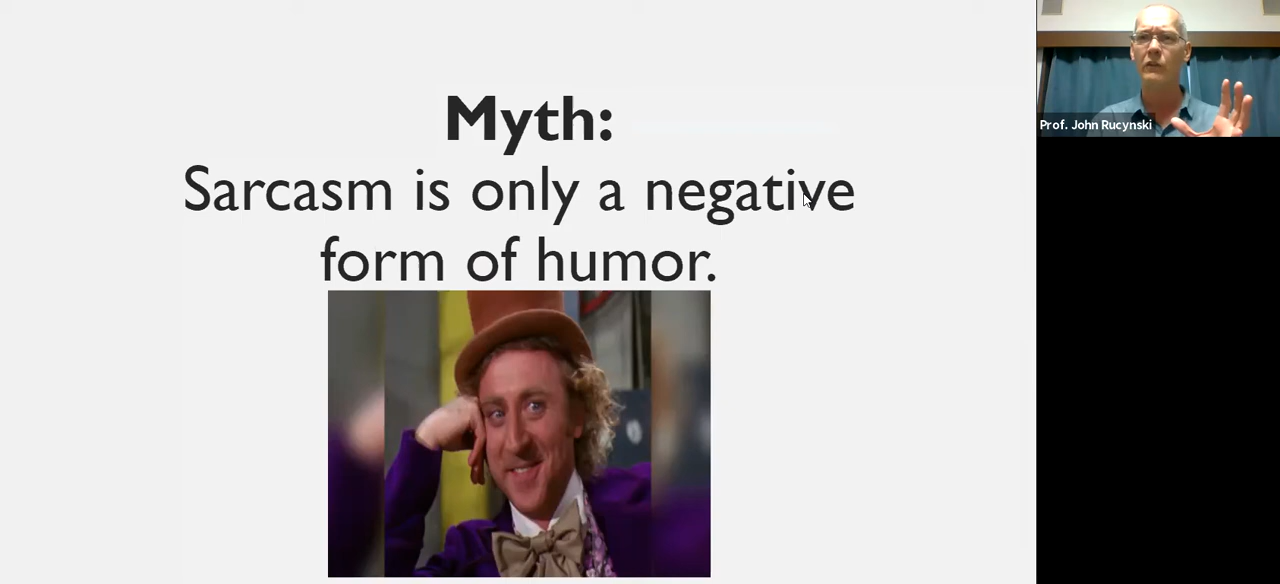 Myth:
Sarcasm is only a negative
form of humor.
Prof. John Rucynski